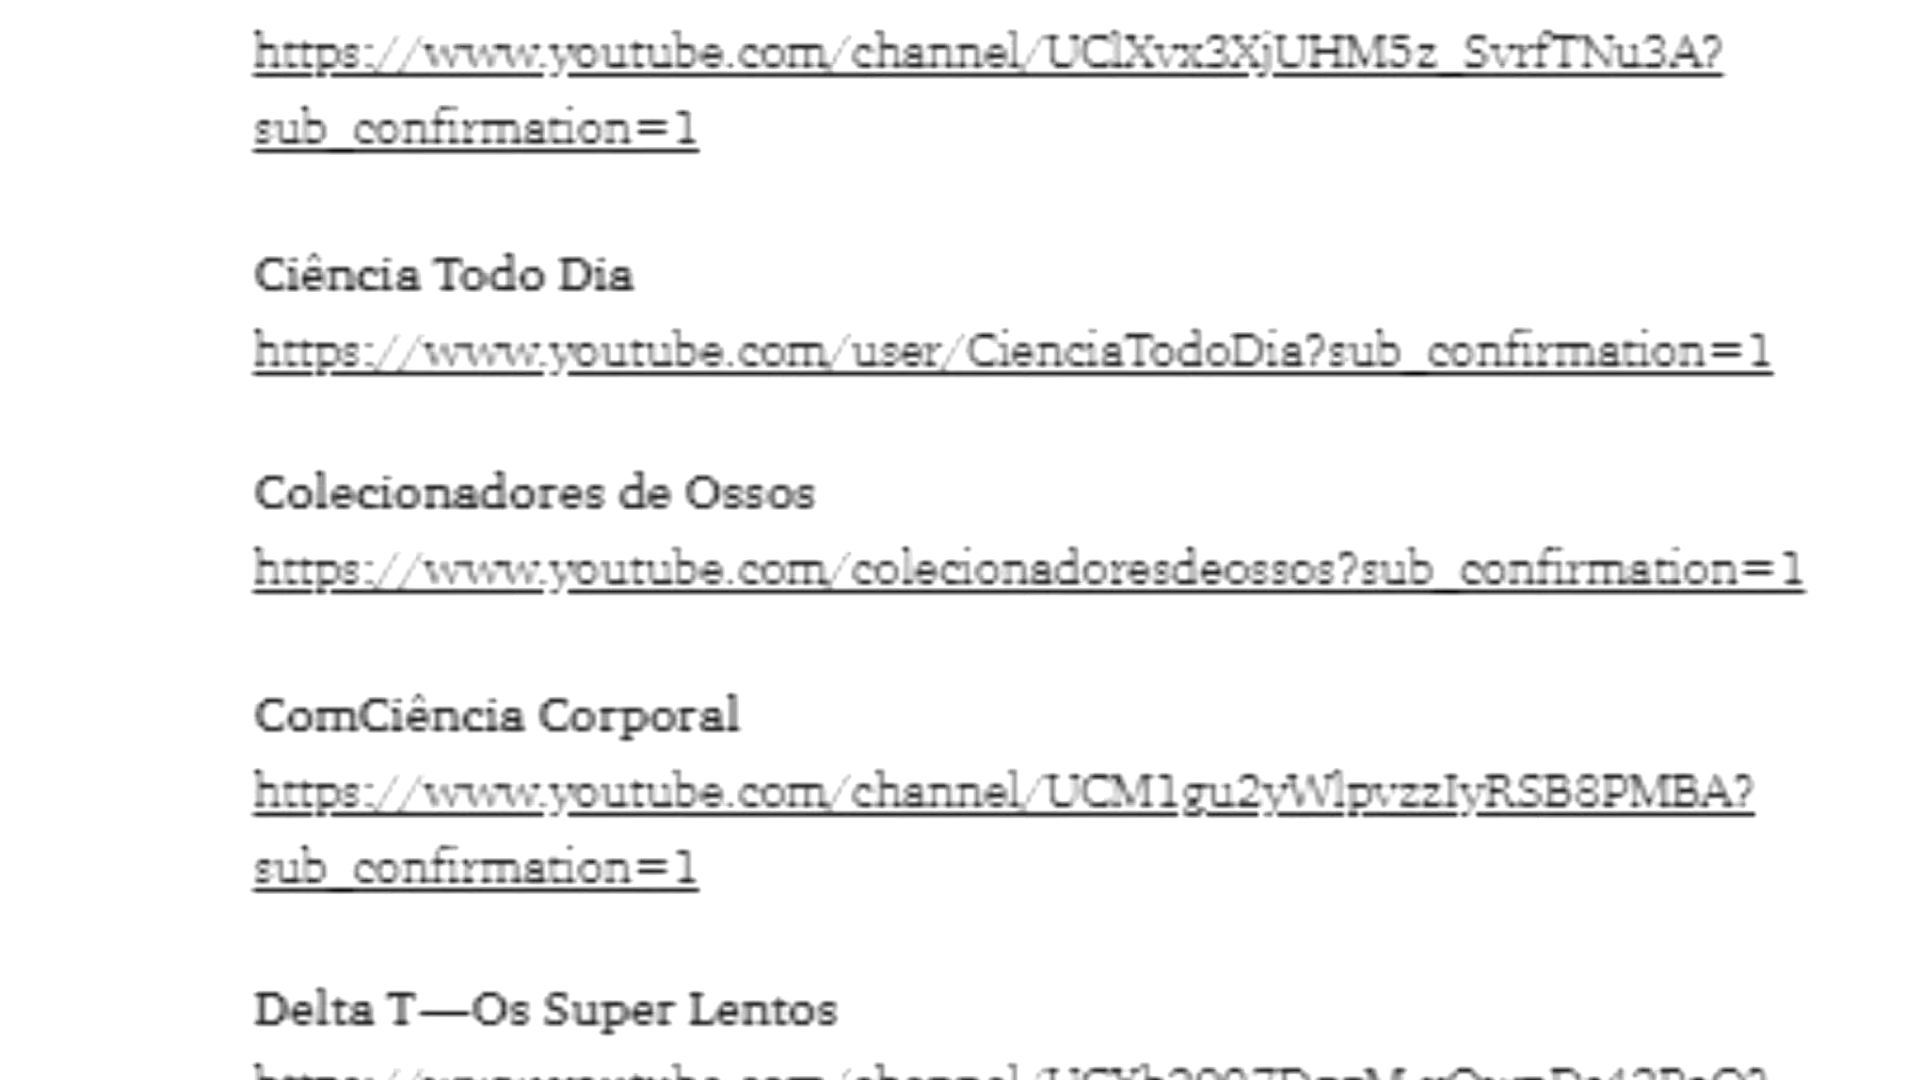 https://www.youtube.com/channel/UClXvx3XjUHM5z_SvrfTNu3A?
sub_confirmation=1
Ciência Todo Dia
https://www.youtube.com/user/CienciaTodoDia?sub_confirmation=1
Colecionadores de Ossos
https://www.youtube.com/colecionadoresdeossos?sub_confirmation=1
ComCiência Corporal
https://www.youtube.com/channel/UCM1gu2yWlpvzzIyRSB8PMBA?
sub_confirmation=1
Delta T—Os Super Lentos